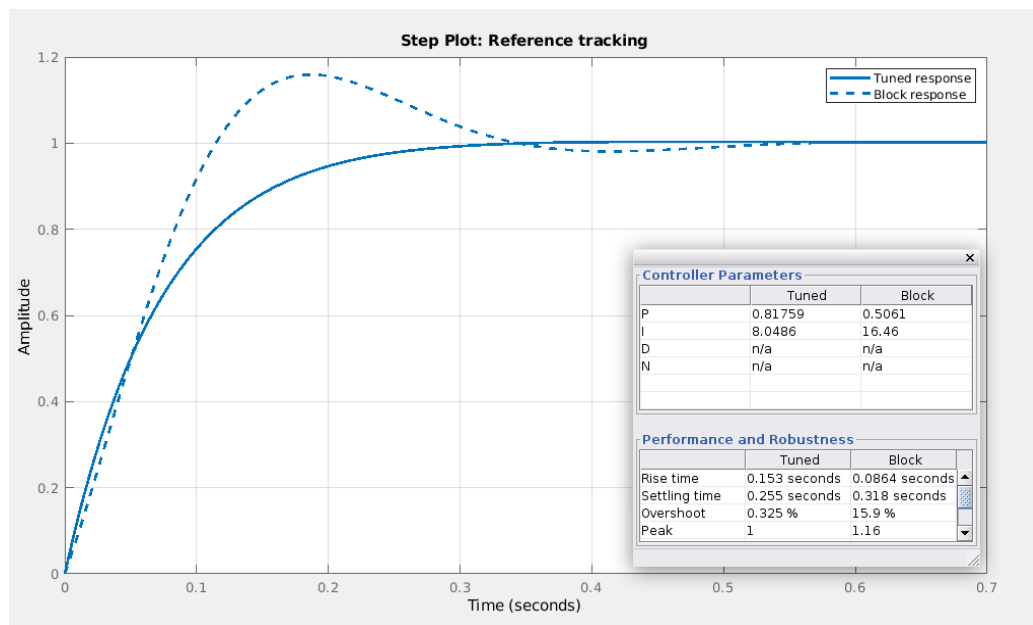 Step Plot: Reference tracking
1.2
1
0.8
0.6
0.4
0.2
0
Amplitude
Tuned response
Block response
0 0.1 0.2 0.3 0.4 0.5 0.6 0.7
Time (seconds)
Controller Parameters
Tuned Block
P 0.81759 0.5061
I 8.0486 16.46
D n/a n/a
N n/a n/a
Performance and Robustness
Tuned Block
Rise time 0.153 seconds 0.0864 seconds
Settling time 0.255 seconds 0.318 seconds
Overshoot 0.325 % 15.9 %
Peak 1 1.16